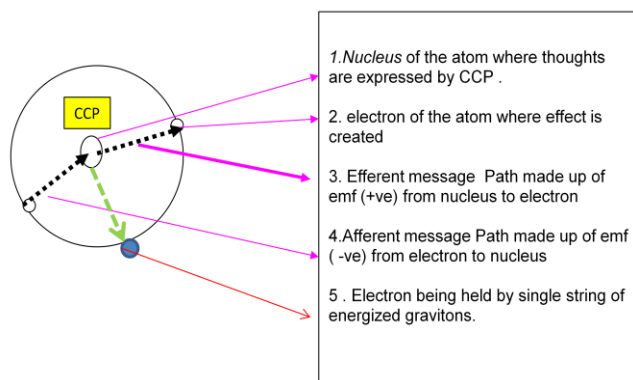 CCP
1.Nucleus of the atom where thoughts
are expressed by CCP .
2. electron of the atom where effect is
created
3. Efferent message Path made up of
emf (+ve) from nucleus to electron
4.Afferent message Path made up of emf
( -ve) from electron to nucleus
5 . Electron being held by single string of
energized gravitons.